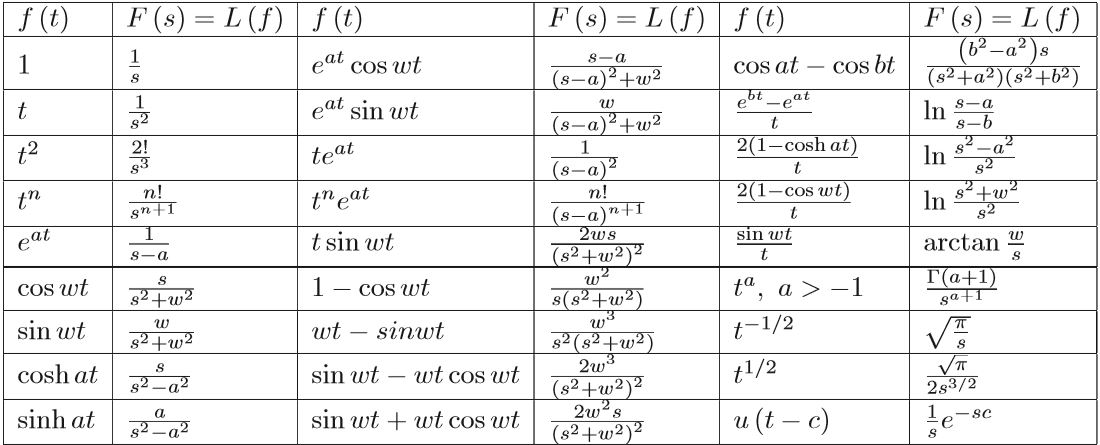 f (t) F (s) = L (f) f (t) F (s) = L (f) f (t) F (s) = L (f)
1 \frac{1}{s} e^{at} cos wt \frac{s-a}{(s-a)^2+w^2} cos at − cos bt \frac{(b^2-a^2)s}{(s^2+a^2)(s^2+b^2)}
t \frac{1}{s^2} e^{at} sin wt \frac{w}{(s-a)^2+w^2} \frac{e^{bt}-e^{at}}{t} ln \frac{s-a}{s-b}
t^2 \frac{2!}{s^3} te^{at} \frac{1}{(s-a)^2} \frac{2(1-cosh at)}{t} ln \frac{s^2-a^2}{s^2}
t^n \frac{n!}{s^{n+1}} t^n e^{at} \frac{n!}{(s-a)^{n+1}} \frac{2(1-cos wt)}{t} ln \frac{s^2+w^2}{s^2}
e^{at} \frac{1}{s-a} t sin wt \frac{2ws}{(s^2+w^2)^2} \frac{sin wt}{t} arctan \frac{w}{s}
cos wt \frac{s}{s^2+w^2} 1 − cos wt \frac{w^2}{s(s^2+w^2)} t^a, a > −1 \frac{Γ(a+1)}{s^{a+1}}
sin wt \frac{w}{s^2+w^2} wt − sinwt \frac{w^3}{s^2(s^2+w^2)} t^{-1/2} \sqrt{\frac{π}{s}}
cosh at \frac{s}{s^2-a^2} sin wt − wt cos wt \frac{2w^3}{(s^2+w^2)^2} t^{1/2} \frac{\sqrt{π}}{2s^{3/2}}
sinh at \frac{a}{s^2-a^2} sin wt + wt cos wt \frac{2w^2s}{(s^2+w^2)^2} u (t − c) \frac{1}{s}e^{-sc}